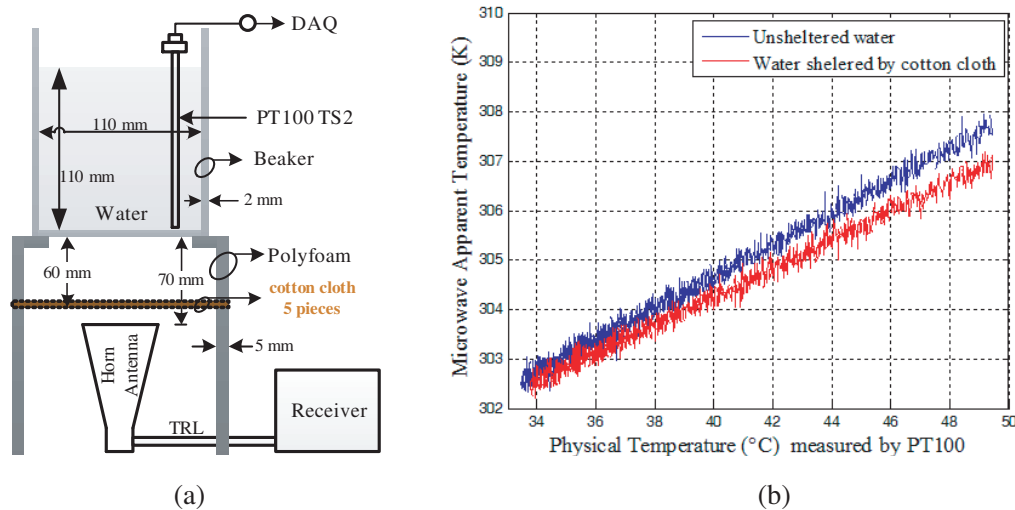 DAQ
PT100 TS2
110 mm
Beaker
110 mm
2 mm
Water
60 mm
70 mm
Polyfoam
cotton cloth
5 pieces
5 mm
Horn
Antenna
TRL
Receiver
(a)
310
309
308
307
306
305
304
303
302
Microwave Apparent Temperature (K)
Unsheltered water
Water shelered by cotton cloth
34
36
38
40
42
44
46
48
50
Physical Temperature (°C) measured by PT100
(b)